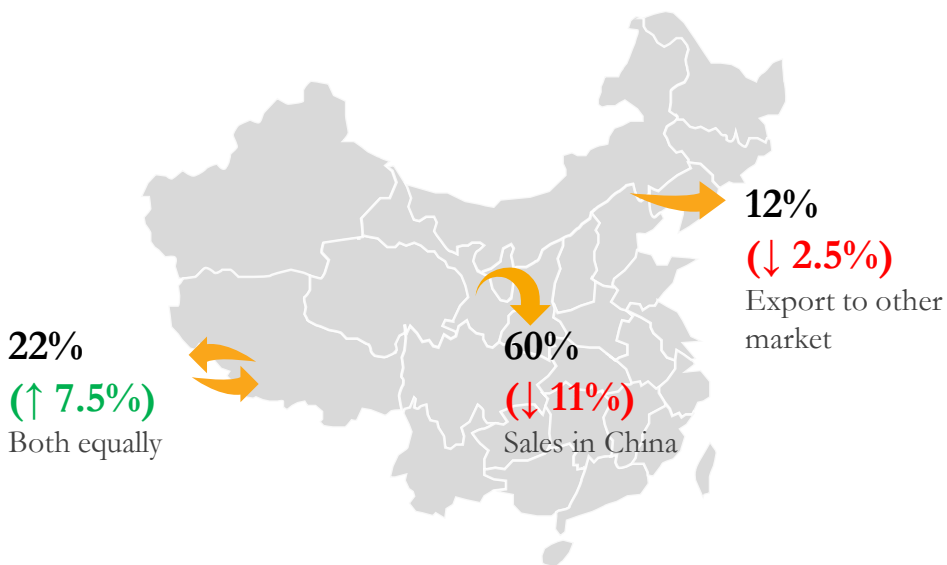 12%
(↓ 2.5%)
Export to other
market
22%
(↑ 7.5%)
Both equally
60%
(↓ 11%)
Sales in China